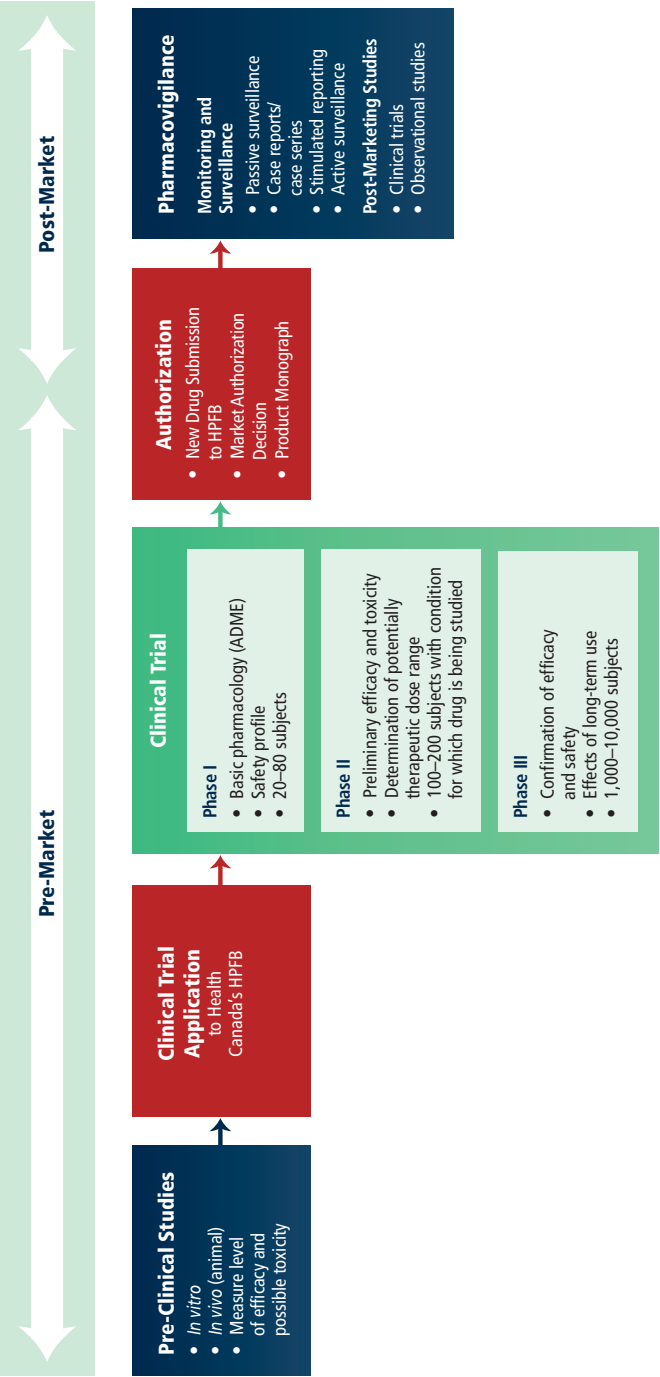 Pre-Market
Post-Market
Pre-Clinical Studies
• In vitro
• In vivo (animal)
• Measure level
of efficacy and
possible toxicity
Clinical Trial
Application
to Health
Canada's HPFB
Clinical Trial
Phase I
• Basic pharmacology (ADME)
• Safety profile
• 20–80 subjects
Phase II
• Preliminary efficacy and toxicity
• Determination of potentially
therapeutic dose range
• 100–200 subjects with condition
for which drug is being studied
Phase III
• Confirmation of efficacy
and safety
• Effects of long-term use
• 1,000–10,000 subjects
Authorization
• New Drug Submission
to HPFB
• Market Authorization
Decision
• Product Monograph
Pharmacovigilance
Monitoring and
Surveillance
• Passive surveillance
• Case reports/
case series
• Stimulated reporting
• Active surveillance
Post-Marketing Studies
• Clinical trials
• Observational studies